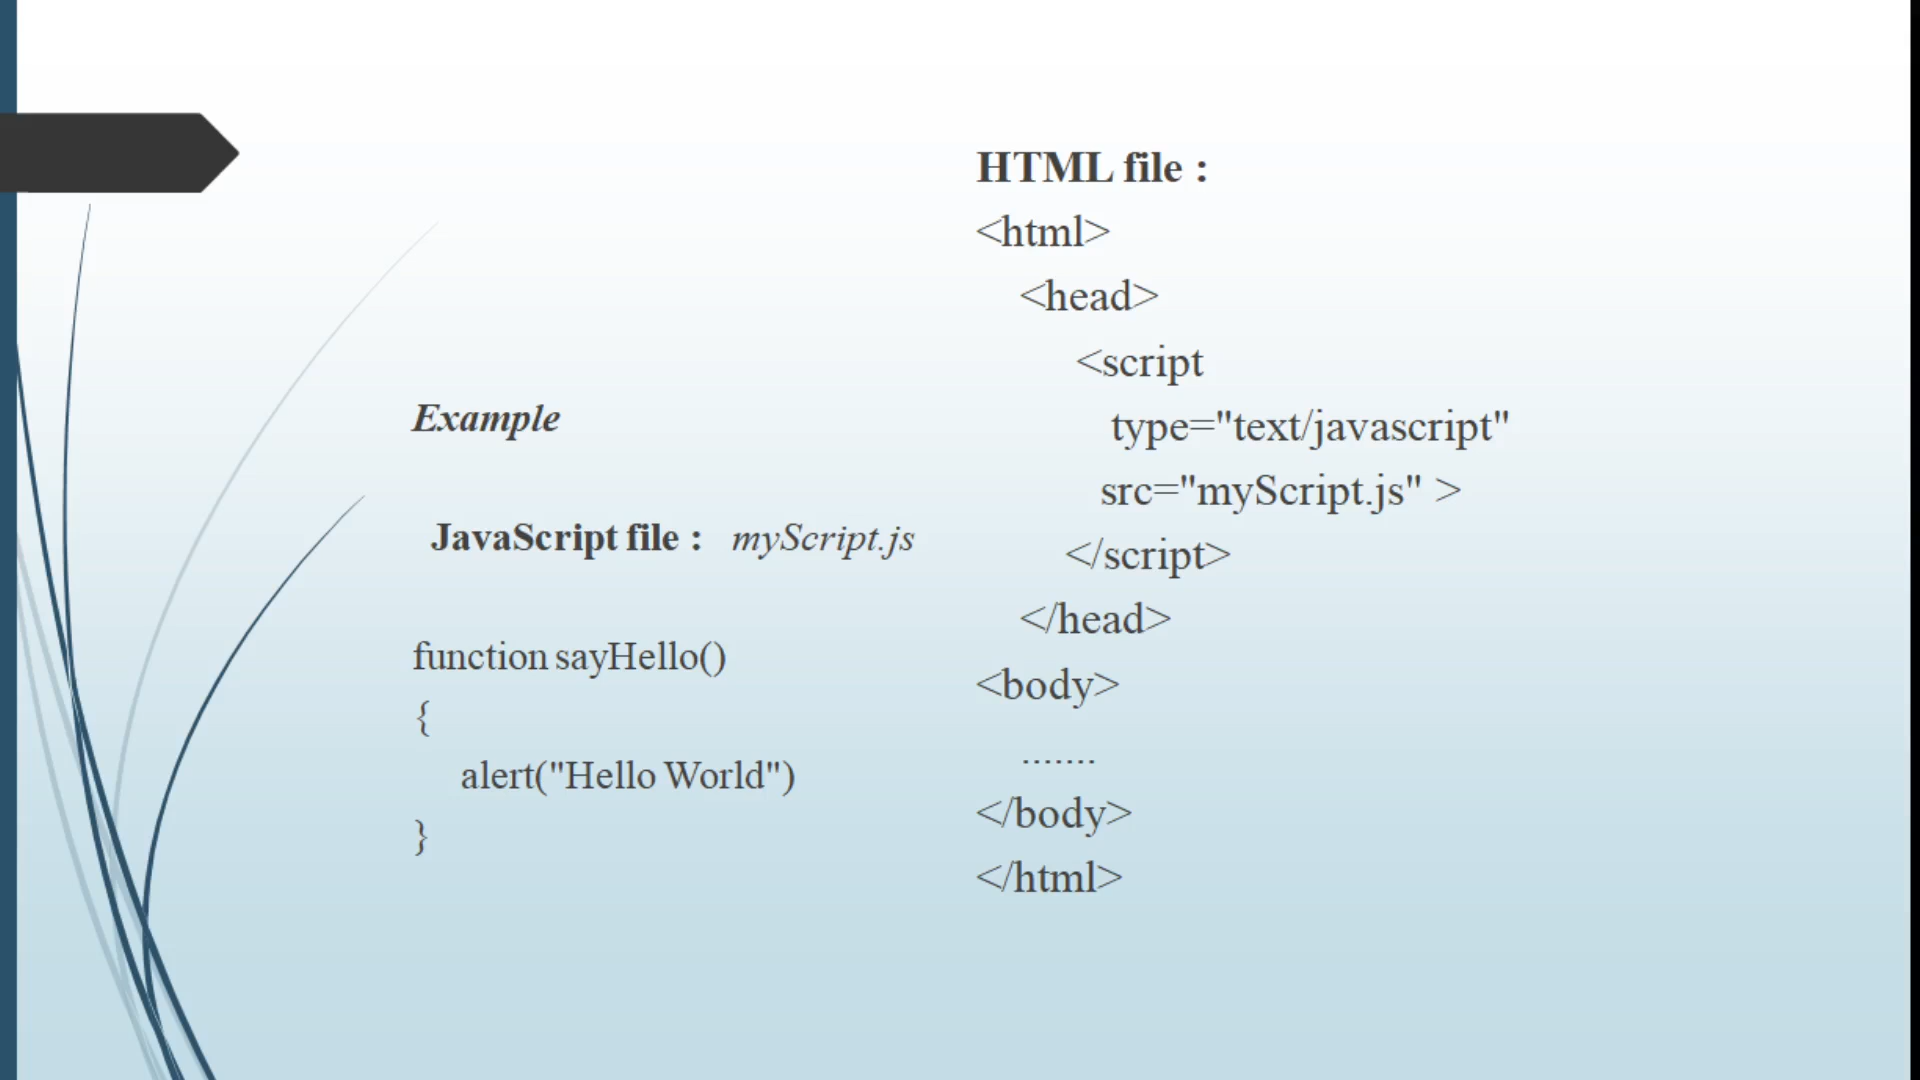 Example
JavaScript file : myScript.js
function sayHello()
{
alert("Hello World")
}
HTML file :
<html>
<head>
<script
type="text/javascript"
src="myScript.js" >
</script>
</head>
<body>
.......
</body>
</html>